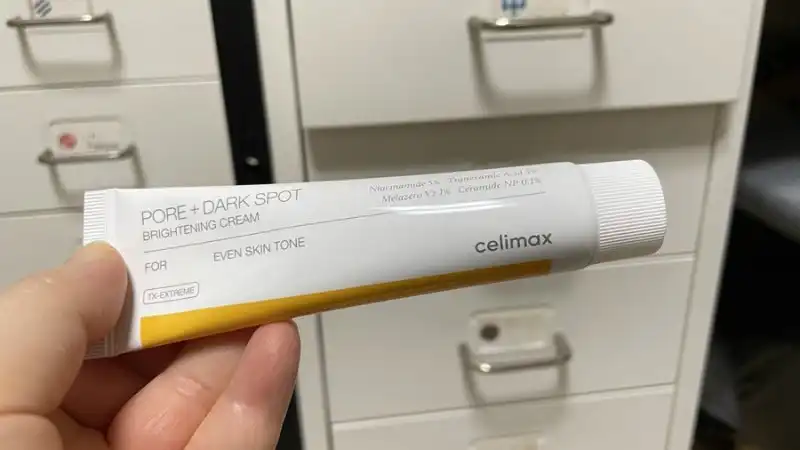 PORE + DARK SPOT
BRIGHTENING CREAM
Niacinamide 5% Tranexamic Acid
Melazero V2 1% Ceramide NP 0.1%
FOR EVEN SKIN TONE
TX-EXTREME
celimax